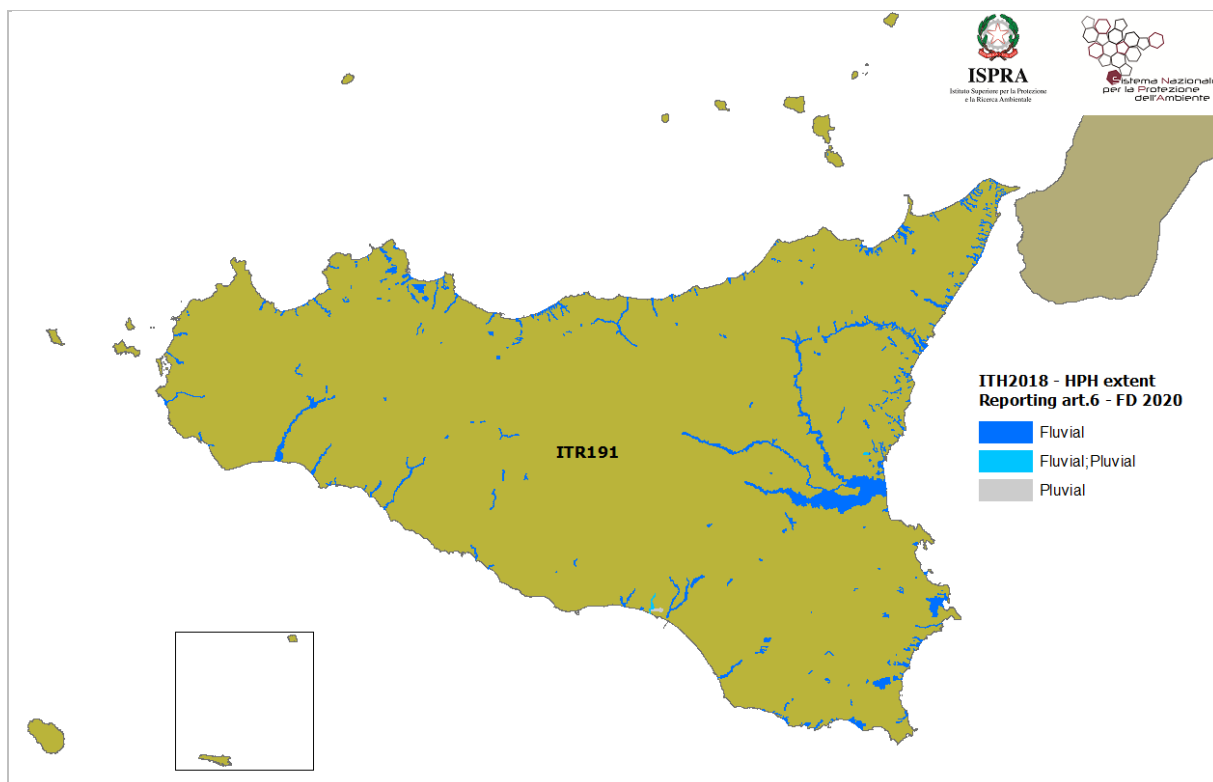 ISPRA
Istituto Superiore per la Protezione
e la Ricerca Ambientale
Sistema Nazionale
per la Protezione
dell'Ambiente
ITH2018 - HPH extent
Reporting art.6 - FD 2020
Fluvial
Fluvial;Pluvial
Pluvial
ITR191